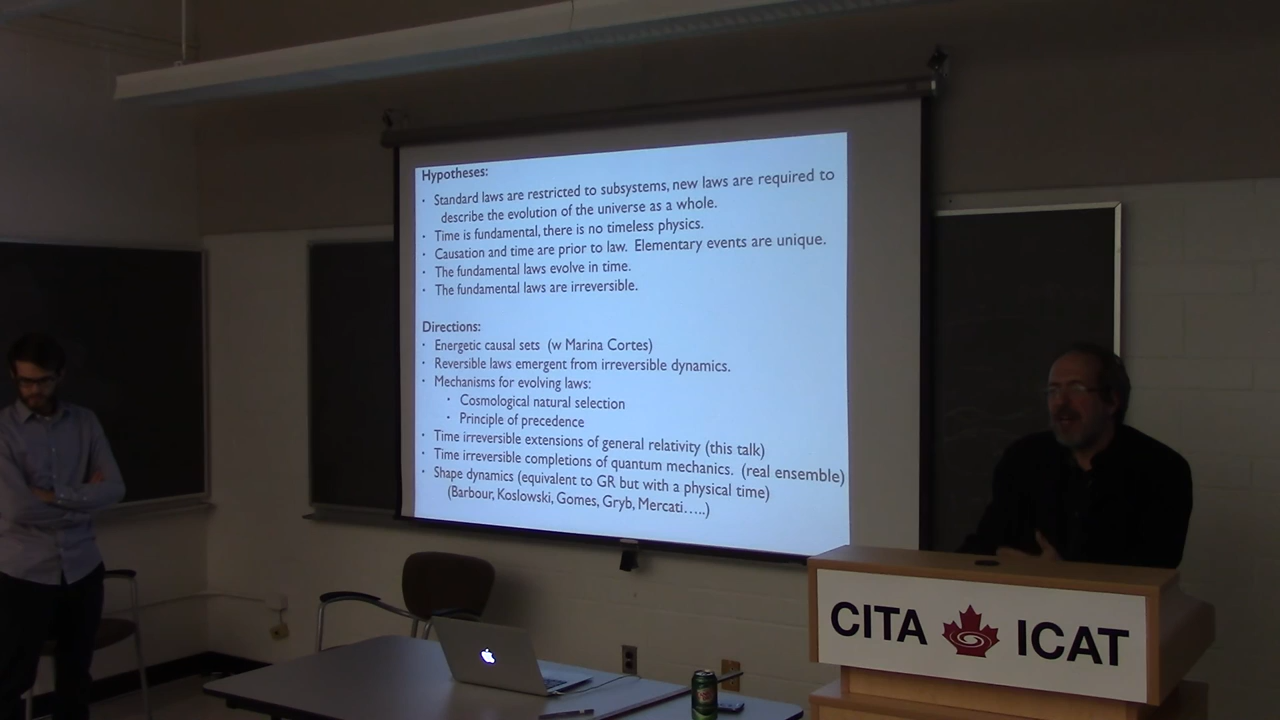 Hypotheses:
· Standard laws are restricted to subsystems, new laws are required to
describe the evolution of the universe as a whole.
· Time is fundamental, there is no timeless physics.
· Causation and time are prior to law. Elementary events are unique.
· The fundamental laws evolve in time.
· The fundamental laws are irreversible.
Directions:
· Energetic causal sets (w Marina Cortes)
· Reversible laws emergent from irreversible dynamics.
· Mechanisms for evolving laws:
· Cosmological natural selection
· Principle of precedence
· Time irreversible extensions of general relativity (this talk)
· Time irreversible completions of quantum mechanics. (real ensemble)
· Shape dynamics (equivalent to GR but with a physical time)
(Barbour, Koslowski, Gomes, Gryb, Mercati…..)
CITA ICAT